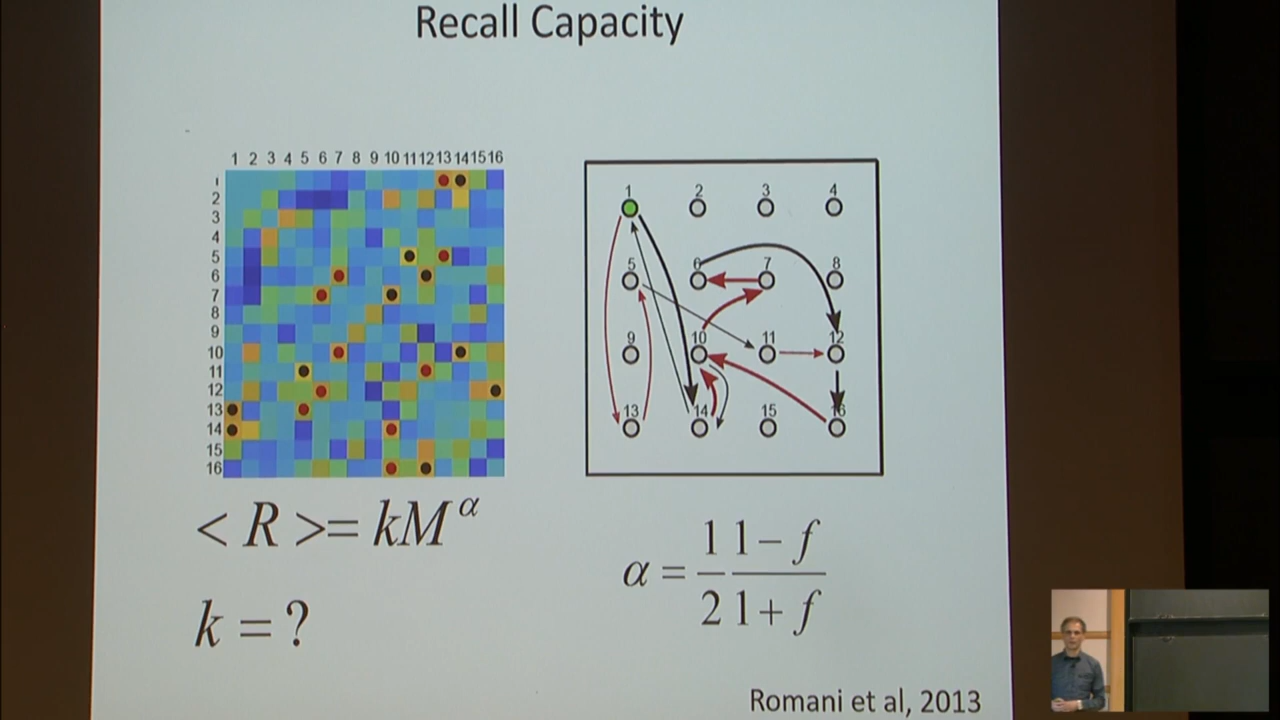 Recall Capacity
1 2 3 4 5 6 7 8 9 10 11 12 13 14 15 16
1
2
3
4
5
6
7
8
9
10
11
12
13
14
15
16
1 2 3 4
5 6 7 8
9 10 11 12
13 14 15 16
< R >= kM^α
α = 1/2 1− f/1+ f
k = ?
Romani et al, 2013